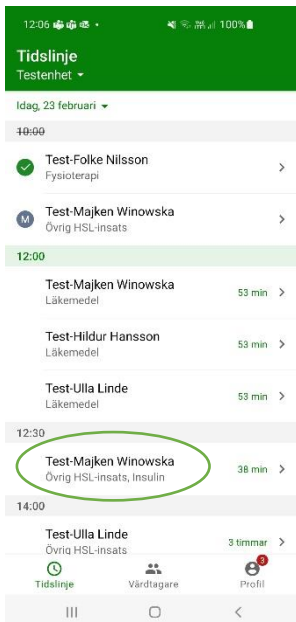 12:06 100%
Tidslinje
Testenhet
Idag, 23 februari
10:00
Test-Folke Nilsson
Fysioterapi
M
Test-Majken Winowska
Övrig HSL-insats
12:00
Test-Majken Winowska
Läkemedel
53 min
Test-Hildur Hansson
Läkemedel
53 min
Test-Ulla Linde
Läkemedel
53 min
12:30
Test-Majken Winowska
Övrig HSL-insats, Insulin
38 min
14:00
Test-Ulla Linde
Övrig HSL-insats
3 timmar
3
Tidslinje Vårdtagare Profil